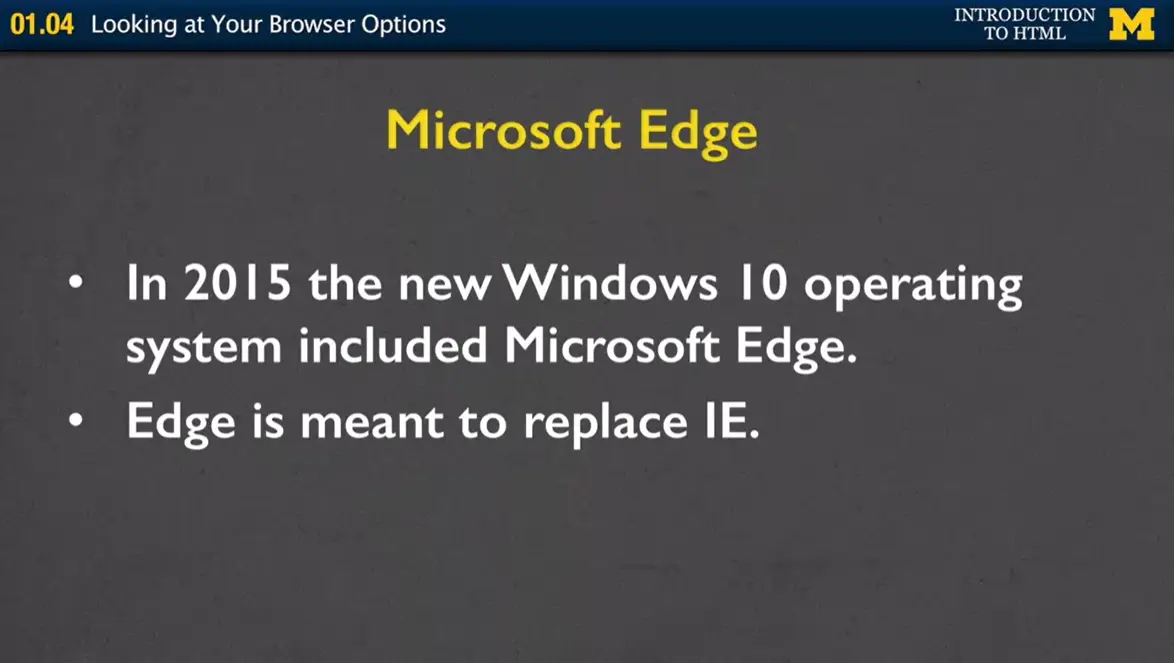 01.04 Looking at Your Browser Options
INTRODUCTION
TO HTML
M
Microsoft Edge
• In 2015 the new Windows 10 operating
system included Microsoft Edge.
• Edge is meant to replace IE.